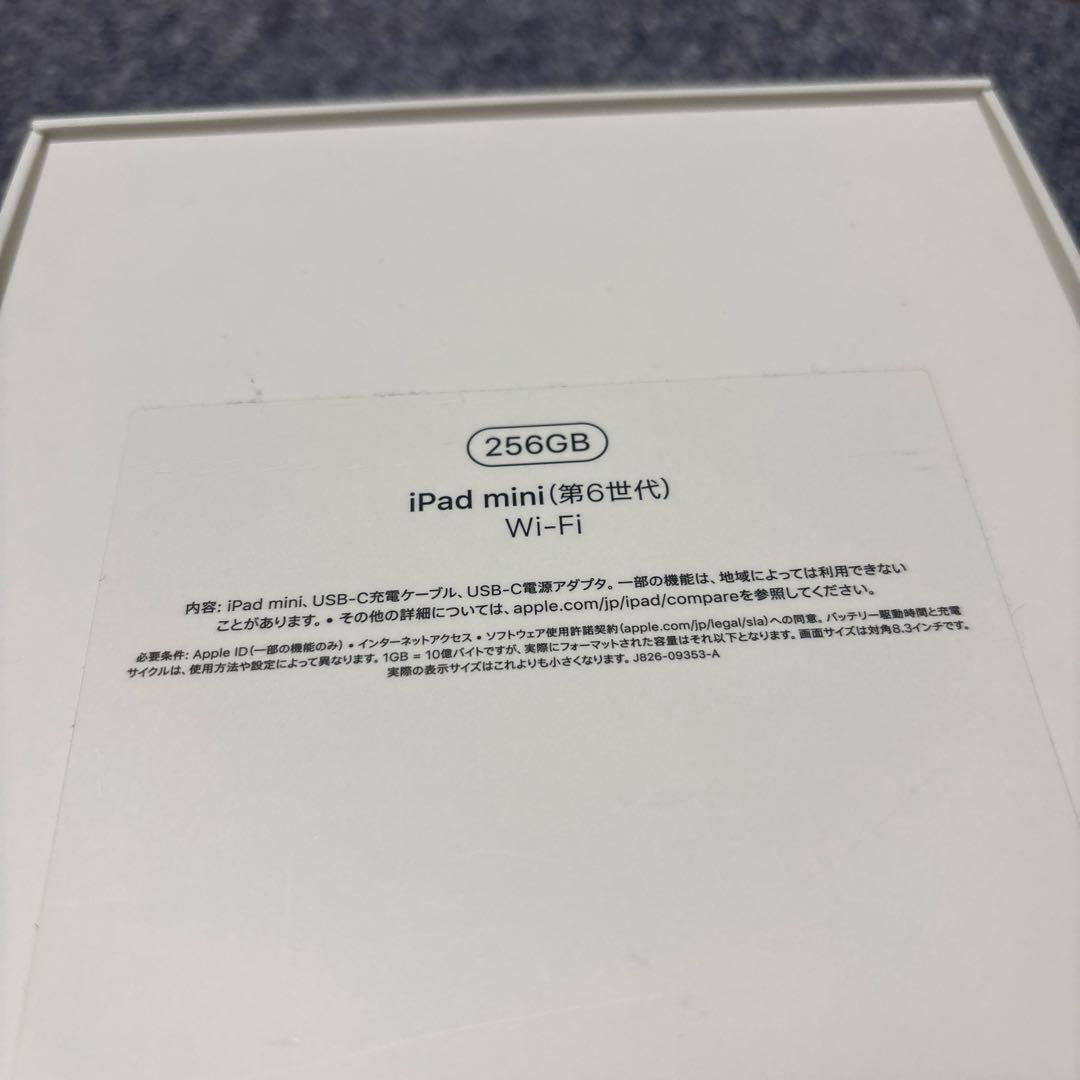 256GB
iPad mini（第6世代）
Wi-Fi
内容: iPad mini、USB-C充電ケーブル、USB-C電源アダプタ。一部の機能は、地域によっては利用できない
ことがあります。• その他の詳細については、apple.com/jp/ipad/compareを参照してください。
必要条件: Apple ID（一部の機能のみ）• インターネットアクセス • ソフトウェア使用許諾契約（apple.com/jp/legal/sla）への同意。バッテリー駆動時間と充電
サイクルは、使用方法や設定によって異なります。1GB = 10億バイトですが、実際にフォーマットされた容量はそれ以下となります。画面サイズは対角8.3インチです。
実際の表示サイズはこれよりも小さくなります。J826-09353-A